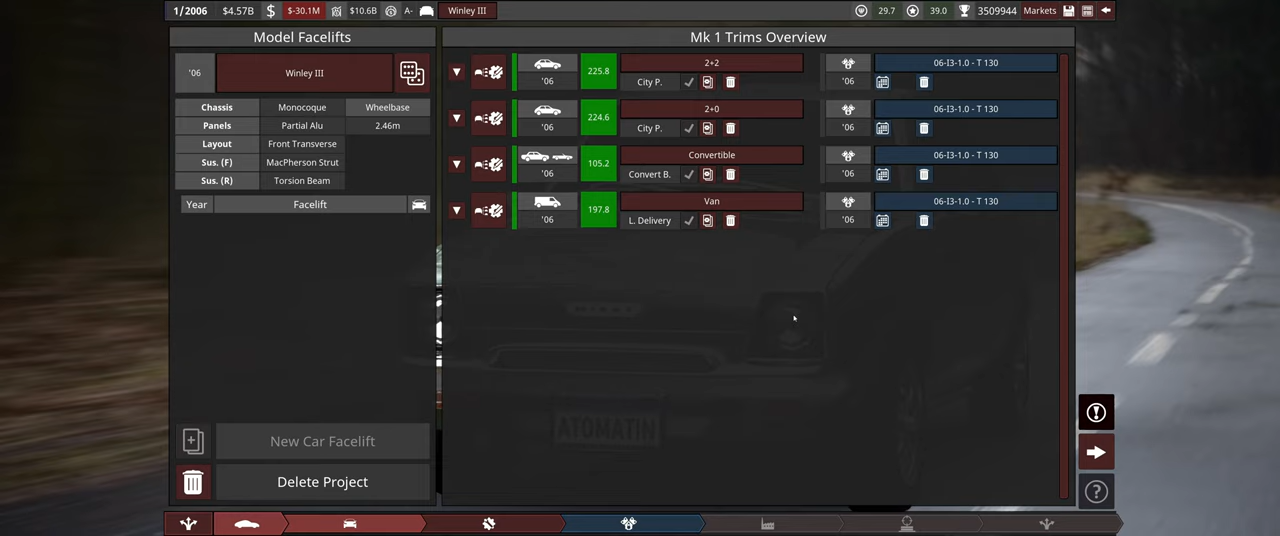 1/2006 $4.57B $ $-30.1M $10.6B A- Winley III 29.7 39.0 3509944 Markets
Model Facelifts
'06 Winley III
Chassis Monocoque Wheelbase
Panels Partial Alu 2.46m
Layout Front Transverse
Sus. (F) MacPherson Strut
Sus. (R) Torsion Beam
Year Facelift
New Car Facelift
Delete Project
Mk 1 Trims Overview
'06 225.8 2+2 City P. '06 06-I3-1.0 - T 130
'06 224.6 2+0 City P. '06 06-I3-1.0 - T 130
'06 105.2 Convertible Convert B. '06 06-I3-1.0 - T 130
'06 197.8 Van L. Delivery '06 06-I3-1.0 - T 130
ATOMATIN
?